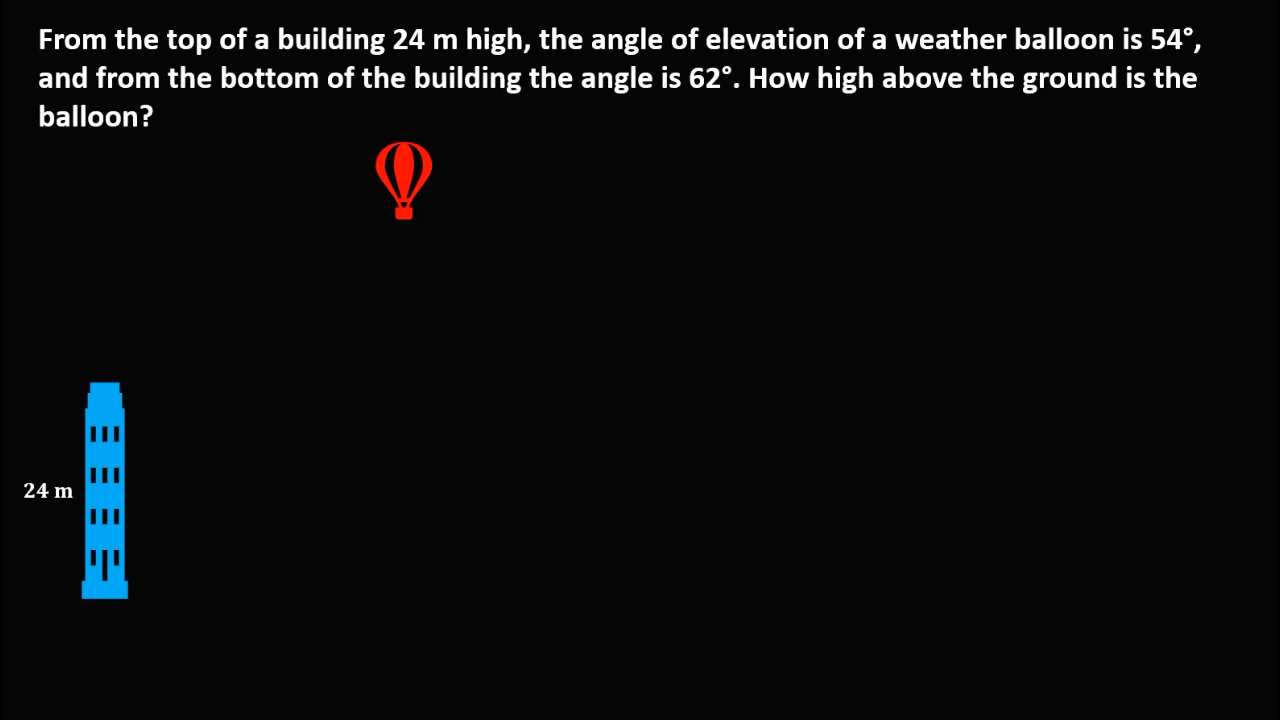 From the top of a building 24 m high, the angle of elevation of a weather balloon is 54°,
and from the bottom of the building the angle is 62°. How high above the ground is the
balloon?
24 m